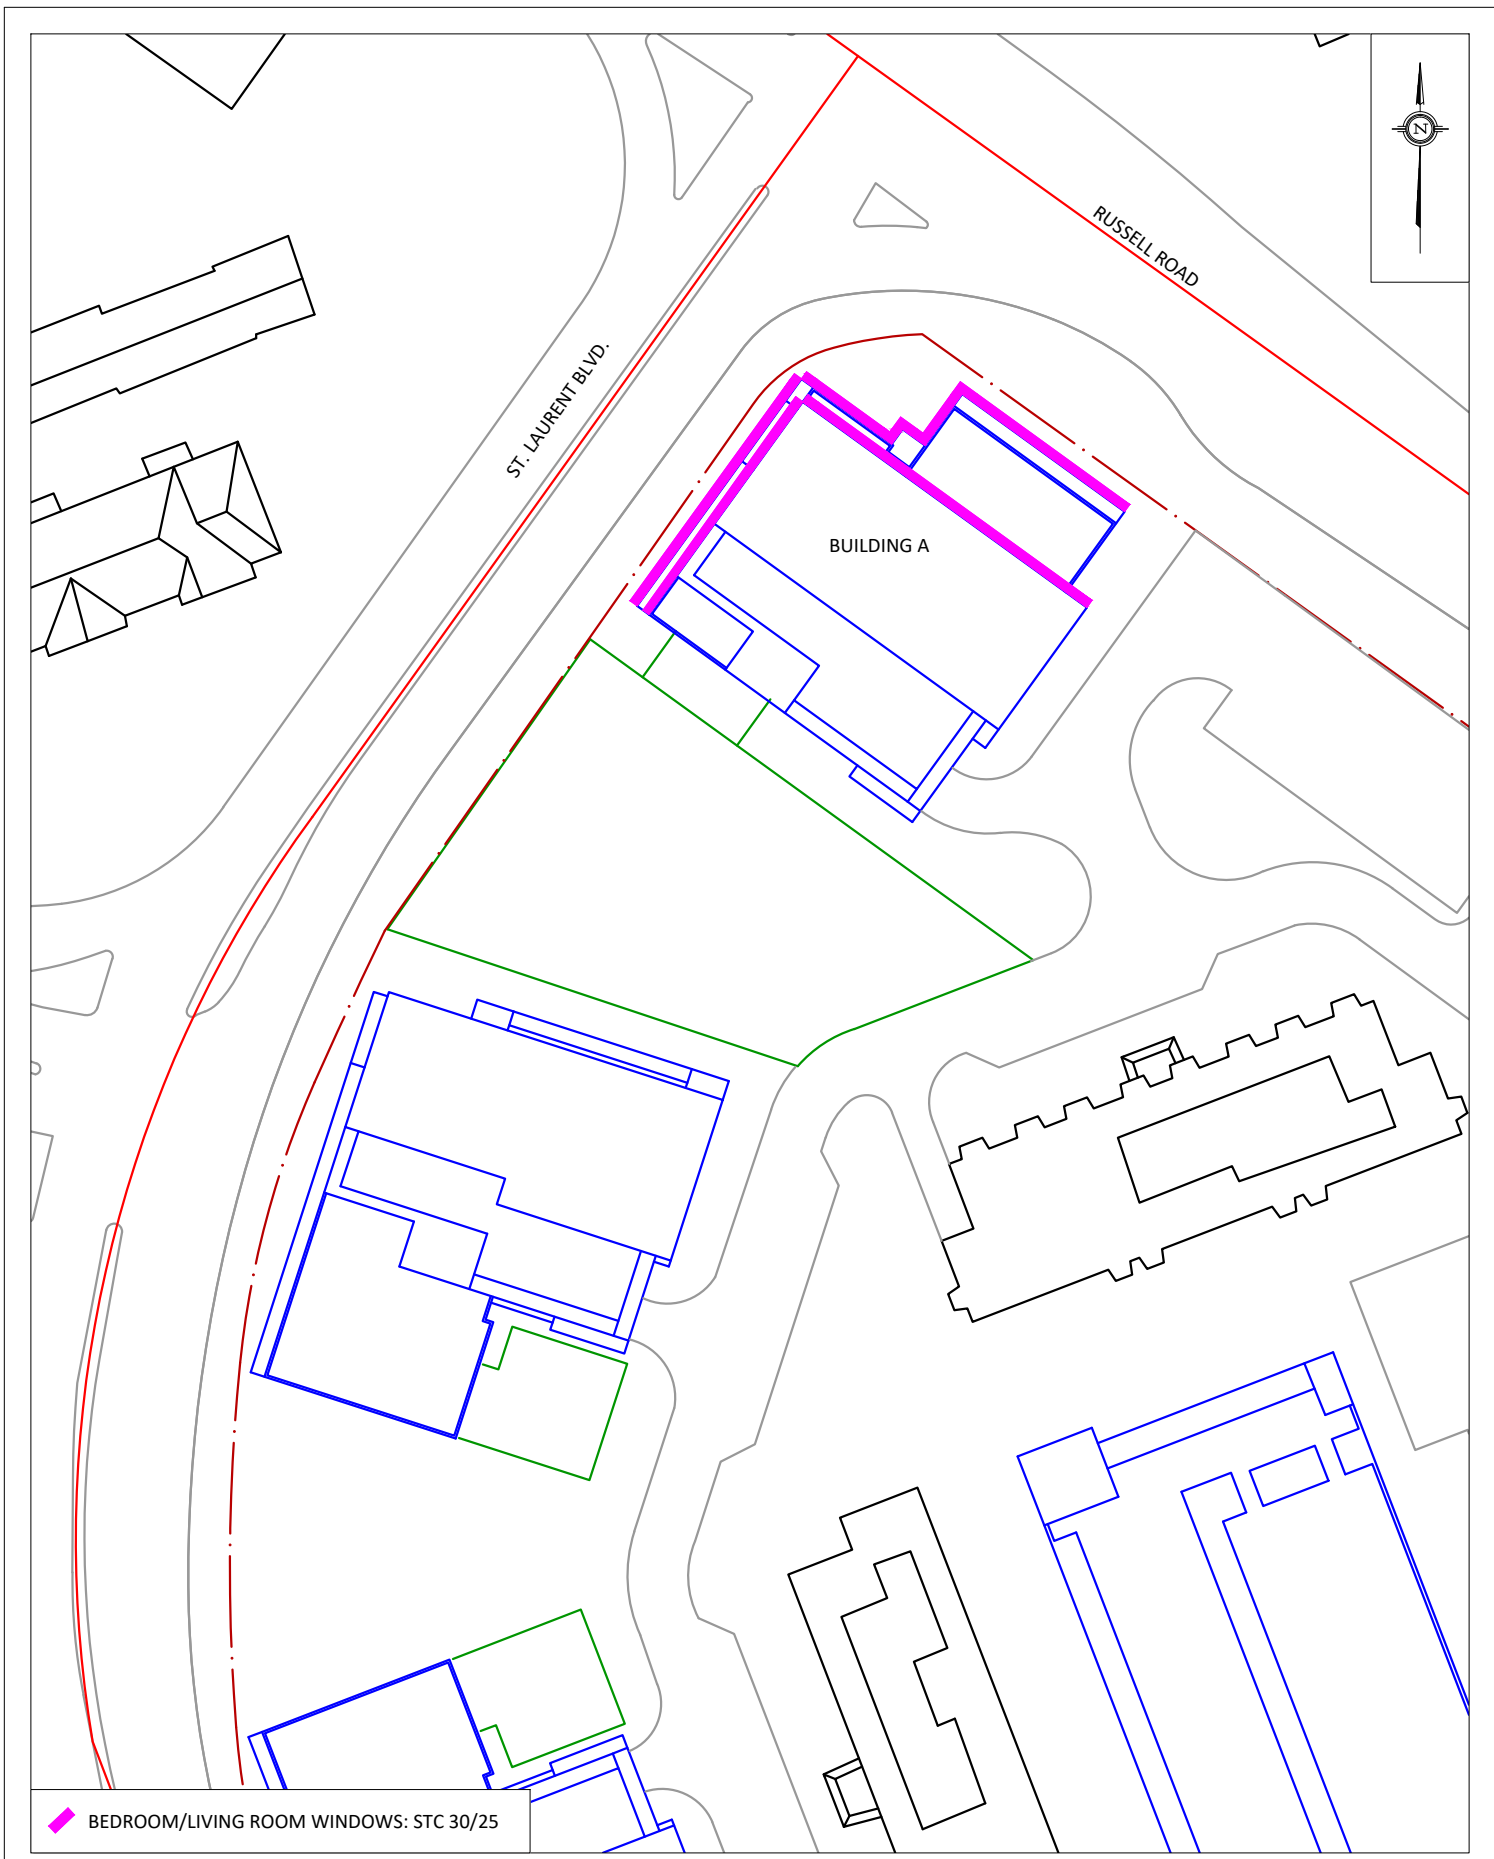 N
RUSSELL ROAD
ST. LAURENT BLVD.
BUILDING A
BEDROOM/LIVING ROOM WINDOWS: STC 30/25